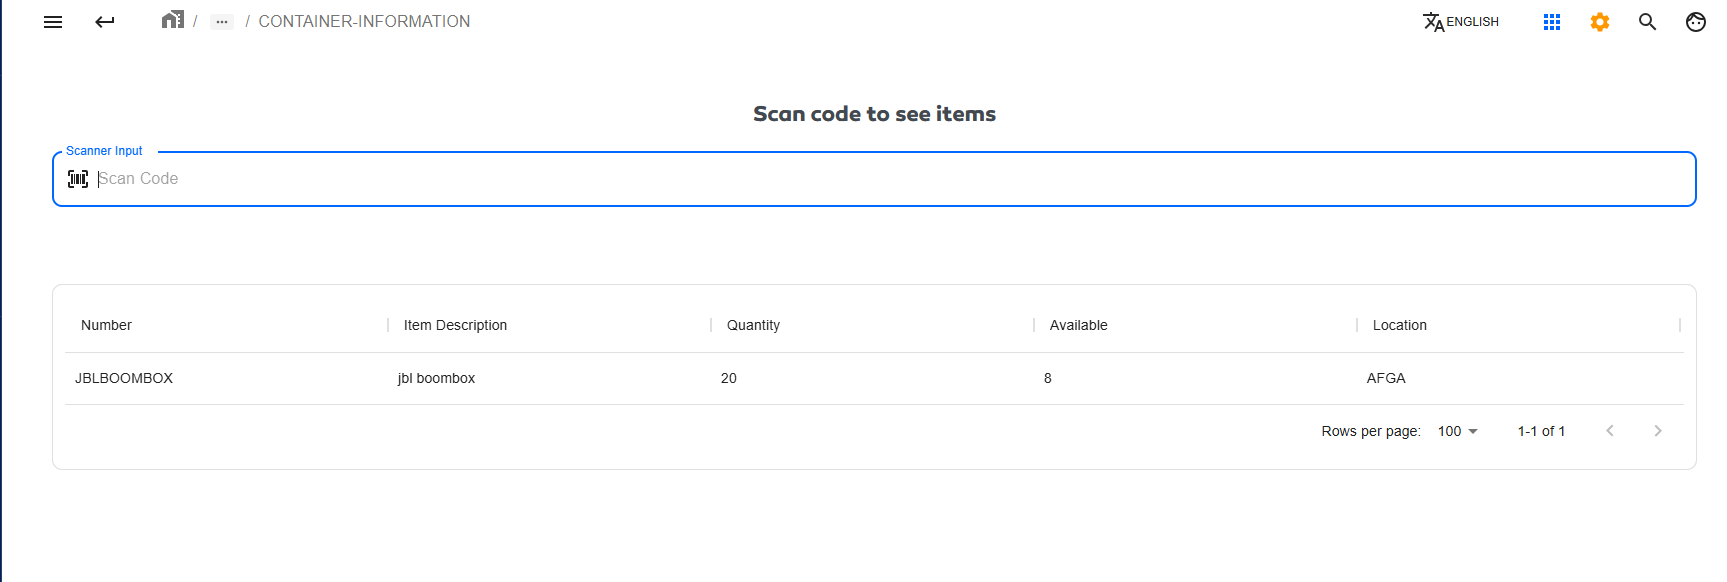 / ... / CONTAINER-INFORMATION ENGLISH
Scan code to see items
Scanner Input
Scan Code
Number Item Description Quantity Available Location
JBLBOOMBOX jbl boombox 20 8 AFGA
Rows per page: 100 1-1 of 1